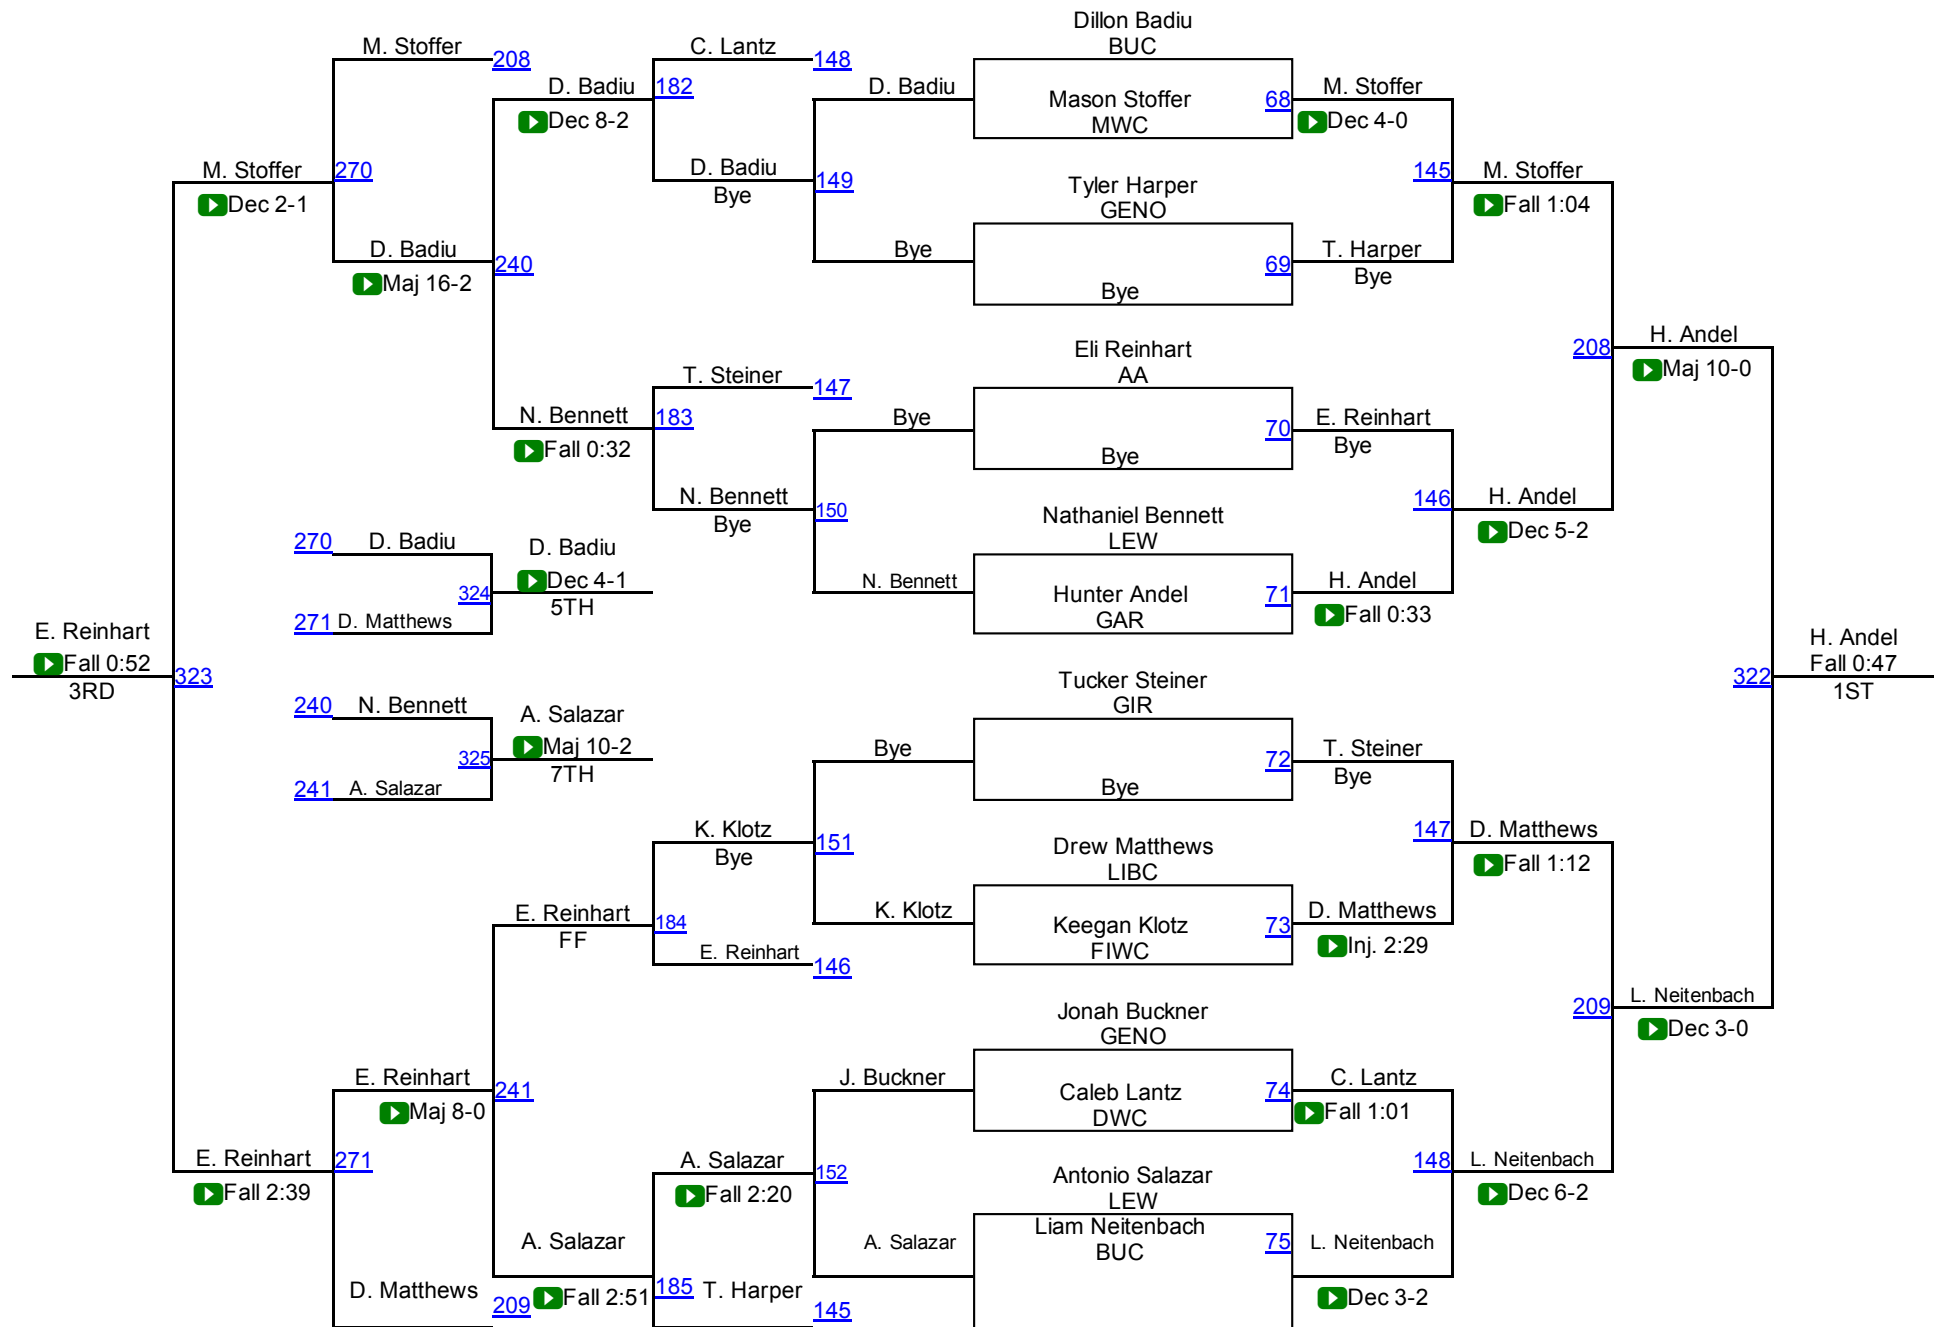 Dillon Badiu
BUC
M. Stoffer
208
C. Lantz
148
D. Badiu
182
D. Badiu
Mason Stoffer
68
M. Stoffer
Dec 8-2
MWC
Dec 4-0
M. Stoffer
270
D. Badiu
149
Tyler Harper
145
M. Stoffer
Dec 2-1
Bye
GENO
Fall 1:04
D. Badiu
240
Bye
69
T. Harper
Maj 16-2
Bye
Bye
Eli Reinhart
208
H. Andel
T. Steiner
147
AA
Maj 10-0
N. Bennett
183
Bye
70
E. Reinhart
Fall 0:32
Bye
Bye
N. Bennett
150
Nathaniel Bennett
146
H. Andel
Bye
LEW
Dec 5-2
270
D. Badiu
D. Badiu
324
Dec 4-1
N. Bennett
Hunter Andel
71
H. Andel
5TH
GAR
Fall 0:33
271
D. Matthews
E. Reinhart
H. Andel
Fall 0:52
323
Fall 0:47
3RD
Tucker Steiner
322
1ST
240
N. Bennett
A. Salazar
GIR
325
Maj 10-2
Bye
72
T. Steiner
7TH
Bye
Bye
241
A. Salazar
K. Klotz
151
Drew Matthews
147
D. Matthews
Bye
LIBC
Fall 1:12
E. Reinhart
184
K. Klotz
Keegan Klotz
73
D. Matthews
FF
FIWC
Inj. 2:29
E. Reinhart
146
Jonah Buckner
209
L. Neitenbach
GENO
Dec 3-0
E. Reinhart
241
J. Buckner
Caleb Lantz
74
C. Lantz
Maj 8-0
DWC
Fall 1:01
E. Reinhart
271
A. Salazar
152
Antonio Salazar
148
L. Neitenbach
Fall 2:39
Fall 2:20
LEW
Dec 6-2
A. Salazar
A. Salazar
Liam Neitenbach
75
L. Neitenbach
BUC
D. Matthews
209
Fall 2:51
185
T. Harper
145
Dec 3-2